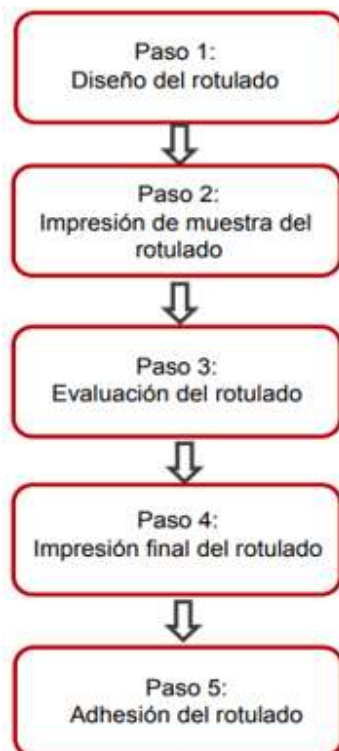 Paso 1:
Diseño del rotulado
Paso 2:
Impresión de muestra del
rotulado
Paso 3:
Evaluación del rotulado
Paso 4:
Impresión final del rotulado
Paso 5:
Adhesión del rotulado